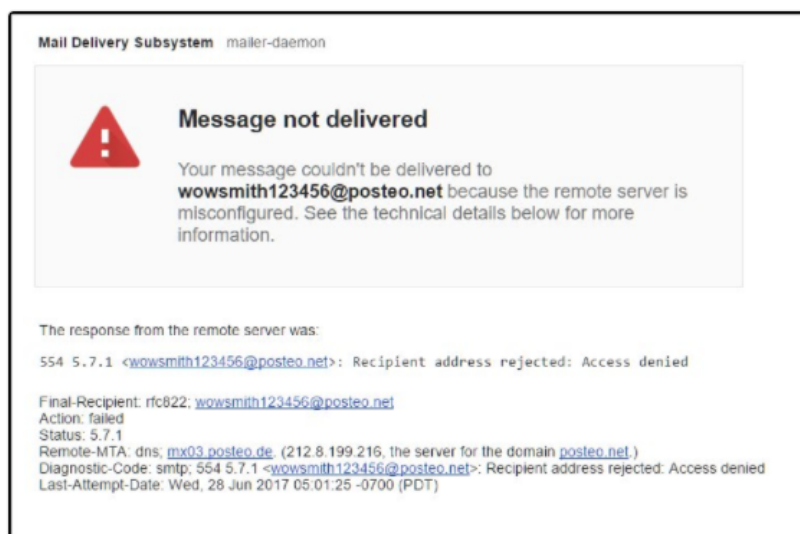 Mail Delivery Subsystem mailer-daemon
Message not delivered
Your message couldn't be delivered to
wowsmith123456@posteo.net because the remote server is
misconfigured. See the technical details below for more
information.
The response from the remote server was:
554 5.7.1 <wowsmith123456@posteo.net>: Recipient address rejected: Access denied
Final-Recipient: rfc822; wowsmith123456@posteo.net
Action: failed
Status: 5.7.1
Remote-MTA: dns; mx03.posteo.de. (212.8.199.216, the server for the domain posteo.net.)
Diagnostic-Code: smtp; 554 5.7.1 <wowsmith123456@posteo.net>: Recipient address rejected: Access denied
Last-Attempt-Date: Wed, 28 Jun 2017 05:01:25 -0700 (PDT)